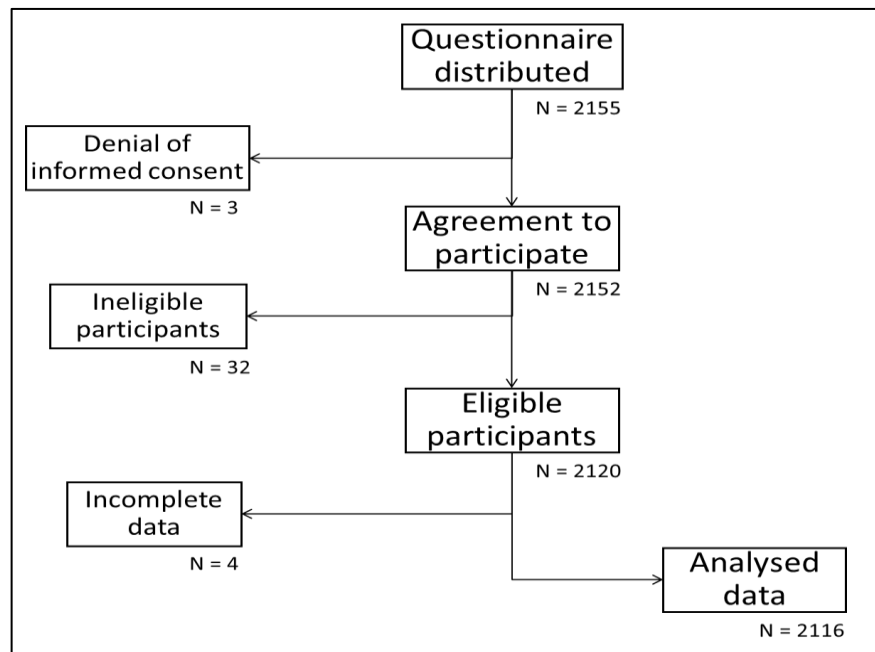 Questionnaire
distributed
N = 2155
Denial of
informed consent
N = 3
Agreement to
participate
N = 2152
Ineligible
participants
N = 32
Eligible
participants
N = 2120
Incomplete
data
N = 4
Analysed
data
N = 2116